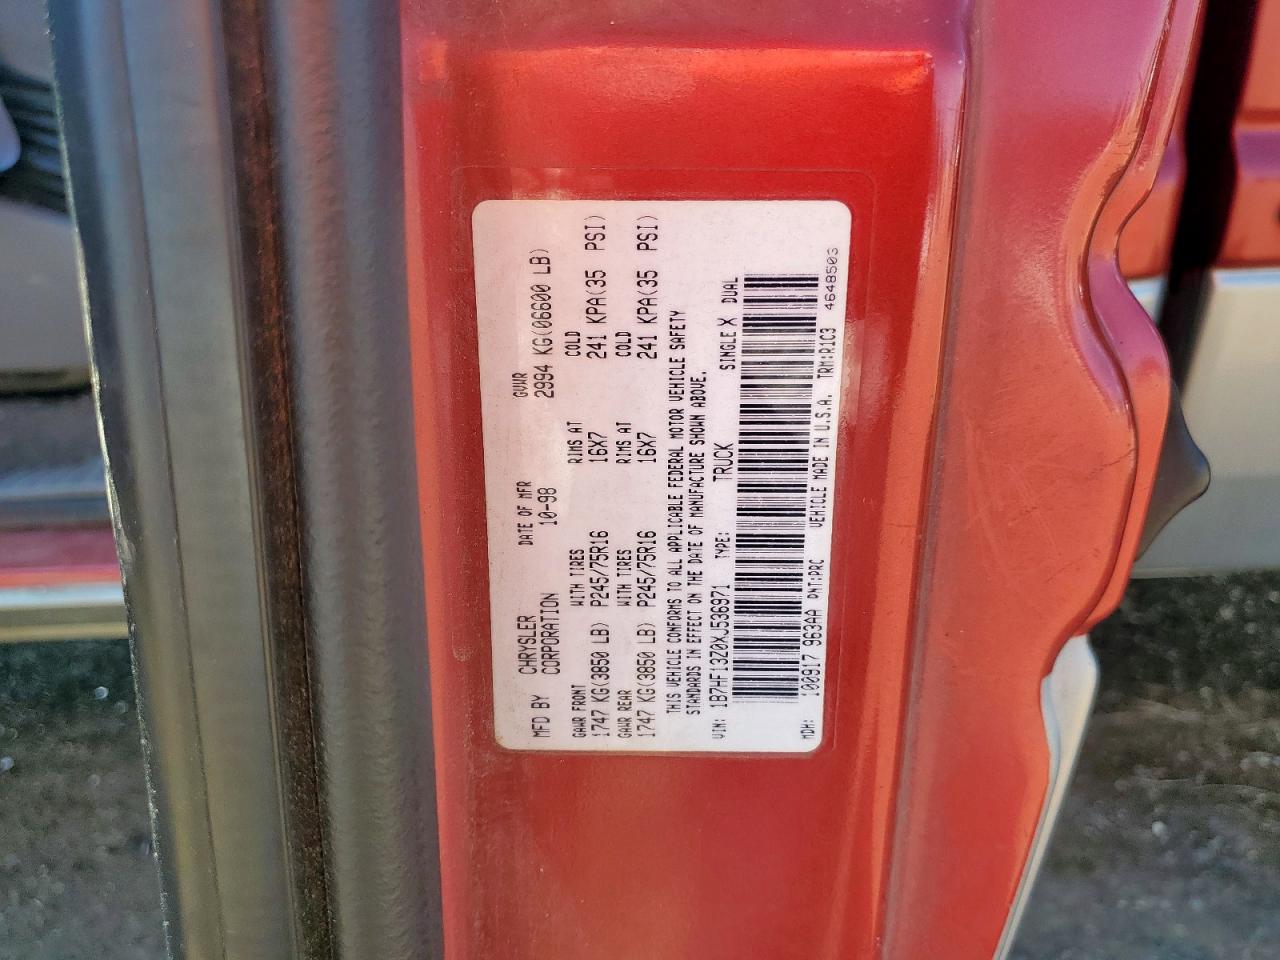 MFD BY CHRYSLER CORPORATION DATE OF MFR 10-98 GVWR 2994 KG(06600 LB)
GAWR FRONT WITH TIRES RIMS AT COLD
1747 KG(3850 LB) P245/75R16 16X7 241 KPA(35 PSI)
GAWR REAR WITH TIRES RIMS AT COLD
1747 KG(3850 LB) P245/75R16 16X7 241 KPA(35 PSI)
THIS VEHICLE CONFORMS TO ALL APPLICABLE FEDERAL MOTOR VEHICLE SAFETY
STANDARDS IN EFFECT ON THE DATE OF MANUFACTURE SHOWN ABOVE.
VIN: 1B7HF13Z0XJ536971 TYPE: TRUCK SINGLE X DUAL
MDH: 100917 963AA PNT:PRC VEHICLE MADE IN U.S.A. TRM:R1C3 4648503